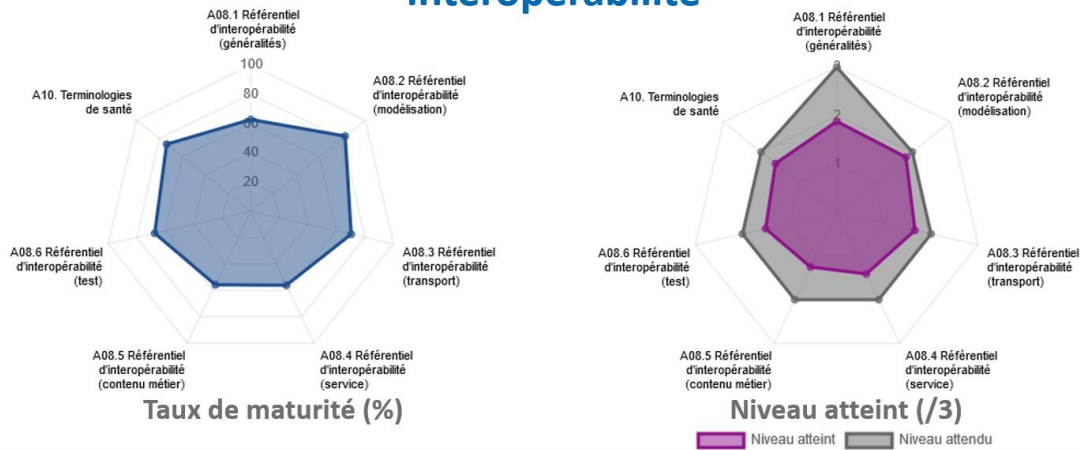 Interopérabilité
A08.1 Référentiel
d'interopérabilité
(généralités)
100
80
60
40
20
A08.2 Référentiel
d'interopérabilité
(modélisation)
A08.3 Référentiel
d'interopérabilité
(transport)
A08.4 Référentiel
d'interopérabilité
(service)
A08.5 Référentiel
d'interopérabilité
(contenu métier)
A08.6 Référentiel
d'interopérabilité
(test)
A10. Terminologies
de santé
Taux de maturité (%)
A08.1 Référentiel
d'interopérabilité
(généralités)
3
2
1
A08.2 Référentiel
d'interopérabilité
(modélisation)
A08.3 Référentiel
d'interopérabilité
(transport)
A08.4 Référentiel
d'interopérabilité
(service)
A08.5 Référentiel
d'interopérabilité
(contenu métier)
A08.6 Référentiel
d'interopérabilité
(test)
A10. Terminologies
de santé
Niveau atteint (/3)
Niveau atteint
Niveau attendu